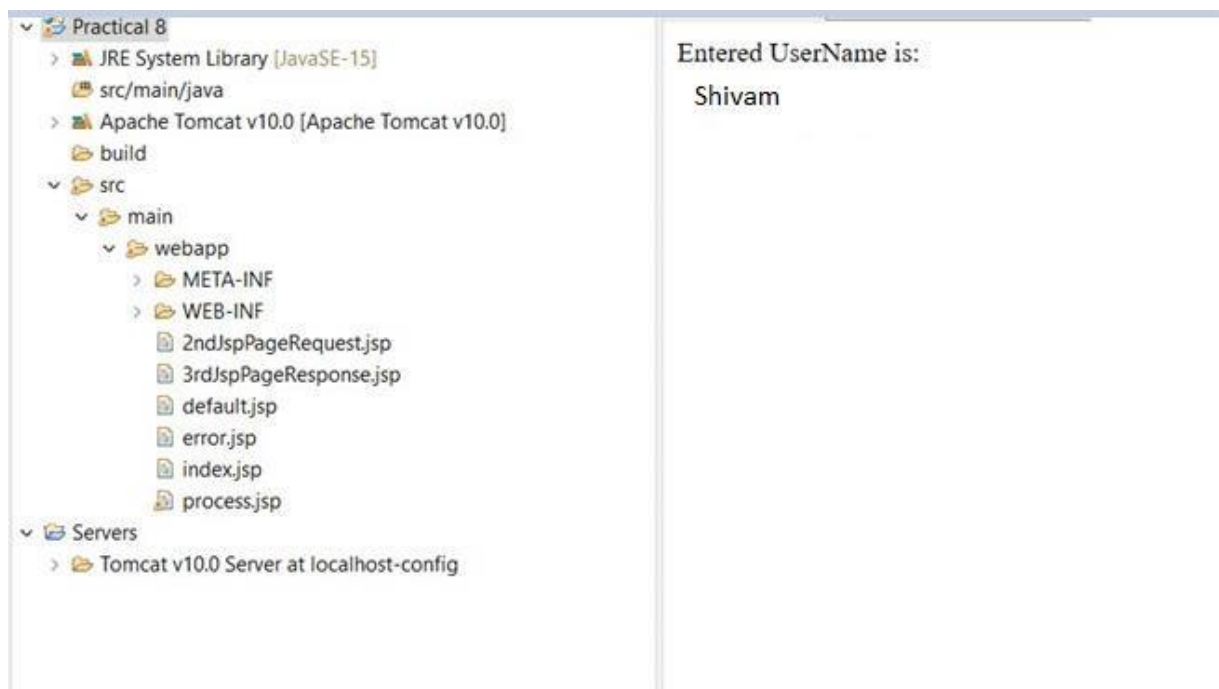 Practical 8
JRE System Library [JavaSE-15]
src/main/java
Apache Tomcat v10.0 [Apache Tomcat v10.0]
build
src
main
webapp
META-INF
WEB-INF
2ndJspPageRequest.jsp
3rdJspPageResponse.jsp
default.jsp
error.jsp
index.jsp
process.jsp
Servers
Tomcat v10.0 Server at localhost-config
Entered UserName is:
Shivam